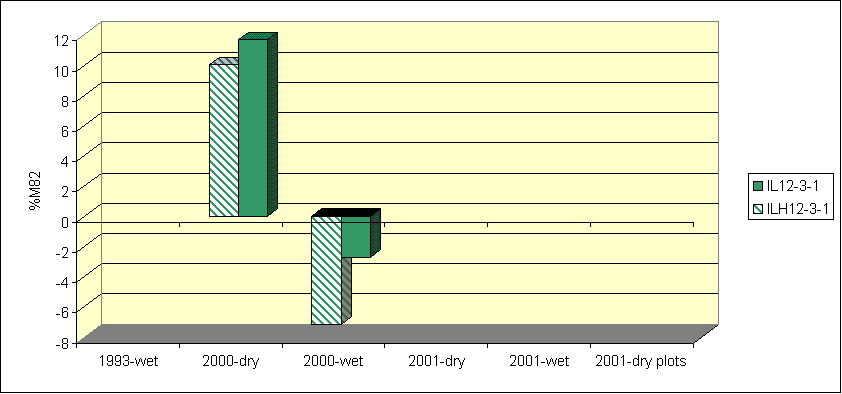 12
10
8
6
4
2
0
-2
-4
-6
-8
%M82
1993-wet
2000-dry
2000-wet
2001-dry
2001-wet
2001-dry plots
IL12-3-1
ILH12-3-1